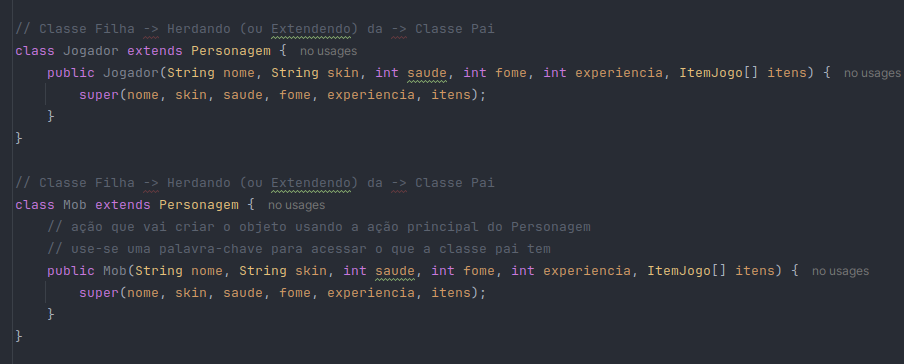 // Classe Filha -> Herdando (ou Extendendo) da -> Classe Pai
class Jogador extends Personagem { no usages
public Jogador(String nome, String skin, int saude, int fome, int experiencia, ItemJogo[] itens) { no usages
super(nome, skin, saude, fome, experiencia, itens);
}
}
// Classe Filha -> Herdando (ou Extendendo) da -> Classe Pai
class Mob extends Personagem { no usages
// ação que vai criar o objeto usando a ação principal do Personagem
// use-se uma palavra-chave para acessar o que a classe pai tem
public Mob(String nome, String skin, int saude, int fome, int experiencia, ItemJogo[] itens) { no usages
super(nome, skin, saude, fome, experiencia, itens);
}
}